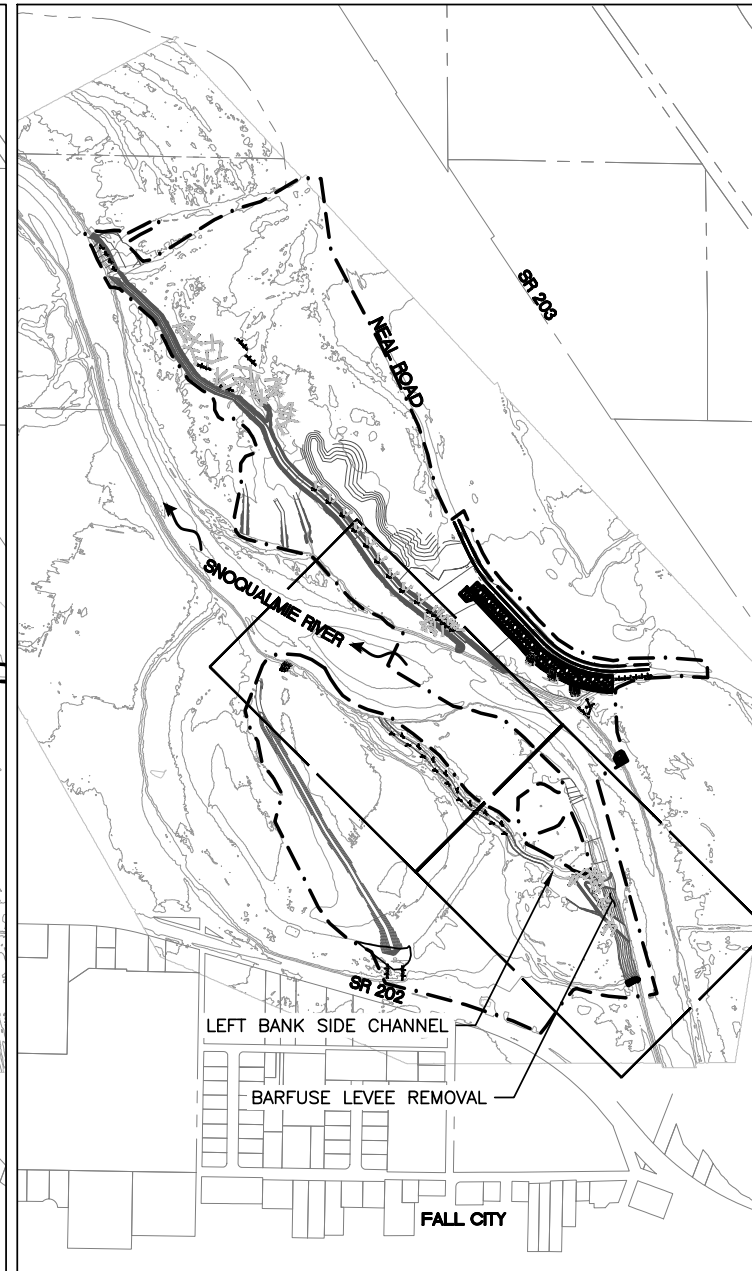 SR 203
NEAL ROAD
SNOQUALMIE RIVER
SR 202
LEFT BANK SIDE CHANNEL
BARFUSE LEVEE REMOVAL
FALL CITY